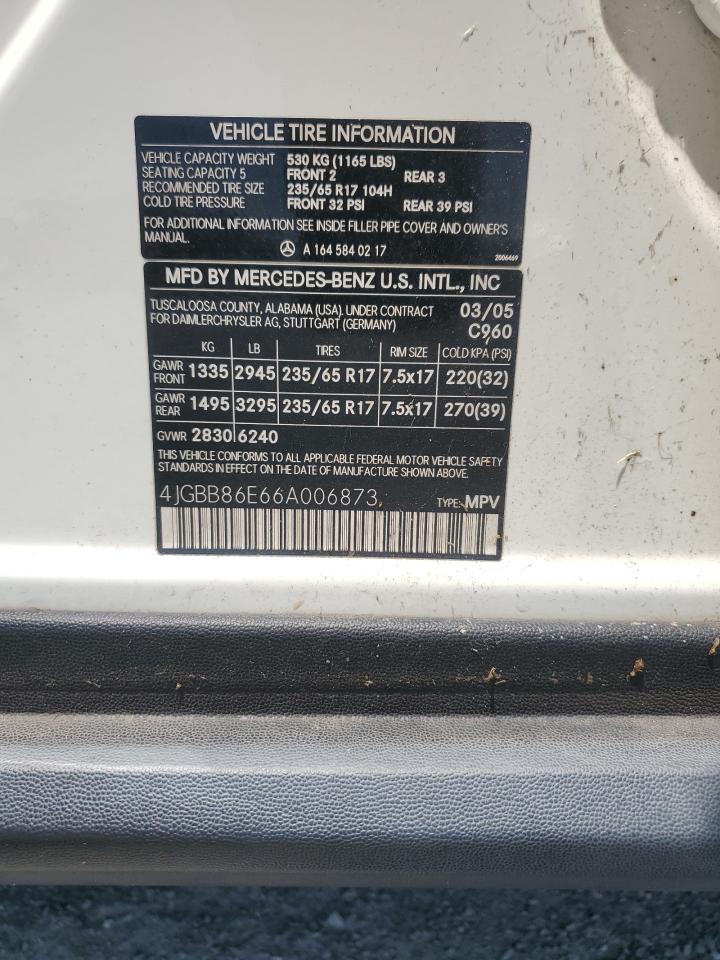 VEHICLE TIRE INFORMATION
VEHICLE CAPACITY WEIGHT 530 KG (1165 LBS)
SEATING CAPACITY 5 FRONT 2 REAR 3
RECOMMENDED TIRE SIZE 235/65 R17 104H
COLD TIRE PRESSURE FRONT 32 PSI REAR 39 PSI
FOR ADDITIONAL INFORMATION SEE INSIDE FILLER PIPE COVER AND OWNER'S
MANUAL.
A 164 584 02 17
2006469
MFD BY MERCEDES-BENZ U.S. INTL., INC
TUSCALOOSA COUNTY, ALABAMA (USA). UNDER CONTRACT 03/05
FOR DAIMLERCHRYSLER AG, STUTTGART (GERMANY) C960
KG LB TIRES RIM SIZE COLD KPA (PSI)
GAWR FRONT 1335 2945 235/65 R17 7.5x17 220(32)
GAWR REAR 1495 3295 235/65 R17 7.5x17 270(39)
GVWR 2830 6240
THIS VEHICLE CONFORMS TO ALL APPLICABLE FEDERAL MOTOR VEHICLE SAFETY
STANDARDS IN EFFECT ON THE DATE OF MANUFACTURE SHOWN ABOVE.
4JGBB86E66A006873 TYPE: MPV